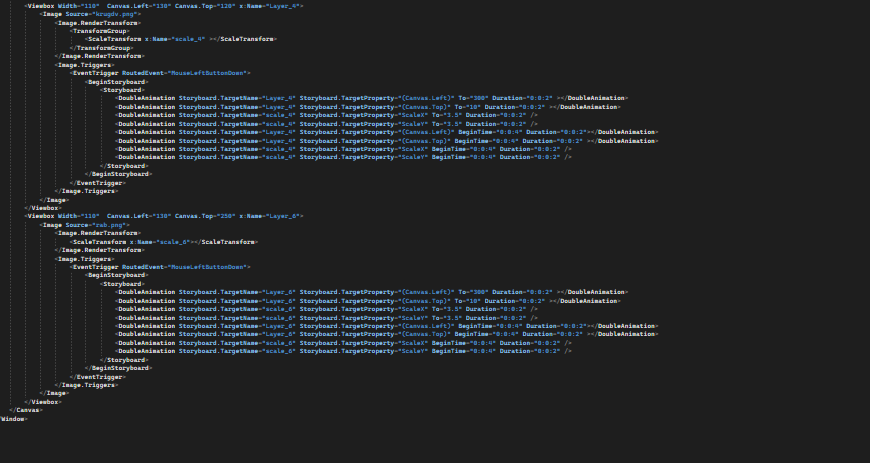 <Viewbox Width="110"  Canvas.Left="130" Canvas.Top="120" x:Name="Layer_4">
<Image Source="krugdv.png">
<Image.RenderTransform>
<TransformGroup>
<ScaleTransform x:Name="scale_4" ></ScaleTransform>
</TransformGroup>
</Image.RenderTransform>
<Image.Triggers>
<EventTrigger RoutedEvent="MouseLeftButtonDown">
<BeginStoryboard>
<Storyboard>
<DoubleAnimation Storyboard.TargetName="Layer_4" Storyboard.TargetProperty="(Canvas.Left)" To="300" Duration="0:0:2" ></DoubleAnimation>
<DoubleAnimation Storyboard.TargetName="Layer_4" Storyboard.TargetProperty="(Canvas.Top)" To="10" Duration="0:0:2" ></DoubleAnimation>
<DoubleAnimation Storyboard.TargetName="scale_4" Storyboard.TargetProperty="ScaleX" To="3.5" Duration="0:0:2" />
<DoubleAnimation Storyboard.TargetName="scale_4" Storyboard.TargetProperty="ScaleY" To="3.5" Duration="0:0:2" />
<DoubleAnimation Storyboard.TargetName="Layer_4" Storyboard.TargetProperty="(Canvas.Left)" BeginTime="0:0:4" Duration="0:0:2"></DoubleAnimation>
<DoubleAnimation Storyboard.TargetName="Layer_4" Storyboard.TargetProperty="(Canvas.Top)" BeginTime="0:0:4" Duration="0:0:2" ></DoubleAnimation>
<DoubleAnimation Storyboard.TargetName="scale_4" Storyboard.TargetProperty="ScaleX" BeginTime="0:0:4" Duration="0:0:2" />
<DoubleAnimation Storyboard.TargetName="scale_4" Storyboard.TargetProperty="ScaleY" BeginTime="0:0:4" Duration="0:0:2" />
</Storyboard>
</BeginStoryboard>
</EventTrigger>
</Image.Triggers>
</Image>
</Viewbox>
<Viewbox Width="110"  Canvas.Left="130" Canvas.Top="250" x:Name="Layer_6">
<Image Source="rab.png">
<Image.RenderTransform>
<ScaleTransform x:Name="scale_6"></ScaleTransform>
</Image.RenderTransform>
<Image.Triggers>
<EventTrigger RoutedEvent="MouseLeftButtonDown">
<BeginStoryboard>
<Storyboard>
<DoubleAnimation Storyboard.TargetName="Layer_6" Storyboard.TargetProperty="(Canvas.Left)" To="300" Duration="0:0:2" ></DoubleAnimation>
<DoubleAnimation Storyboard.TargetName="Layer_6" Storyboard.TargetProperty="(Canvas.Top)" To="10" Duration="0:0:2" ></DoubleAnimation>
<DoubleAnimation Storyboard.TargetName="scale_6" Storyboard.TargetProperty="ScaleX" To="3.5" Duration="0:0:2" />
<DoubleAnimation Storyboard.TargetName="scale_6" Storyboard.TargetProperty="ScaleY" To="3.5" Duration="0:0:2" />
<DoubleAnimation Storyboard.TargetName="Layer_6" Storyboard.TargetProperty="(Canvas.Left)" BeginTime="0:0:4" Duration="0:0:2"></DoubleAnimation>
<DoubleAnimation Storyboard.TargetName="Layer_6" Storyboard.TargetProperty="(Canvas.Top)" BeginTime="0:0:4" Duration="0:0:2" ></DoubleAnimation>
<DoubleAnimation Storyboard.TargetName="scale_6" Storyboard.TargetProperty="ScaleX" BeginTime="0:0:4" Duration="0:0:2" />
<DoubleAnimation Storyboard.TargetName="scale_6" Storyboard.TargetProperty="ScaleY" BeginTime="0:0:4" Duration="0:0:2" />
</Storyboard>
</BeginStoryboard>
</EventTrigger>
</Image.Triggers>
</Image>
</Viewbox>
</Canvas>
/Window>